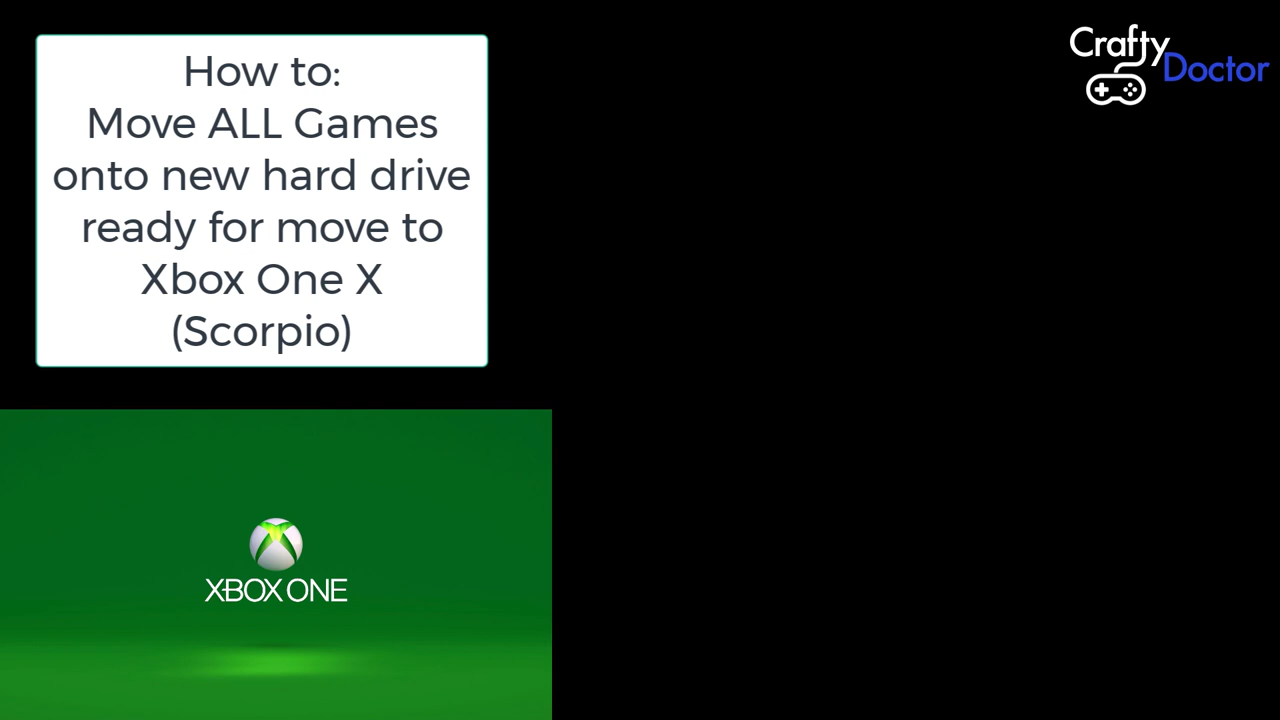 How to:
Move ALL Games
onto new hard drive
ready for move to
Xbox One X
(Scorpio)
Crafty
Doctor
XBOX ONE